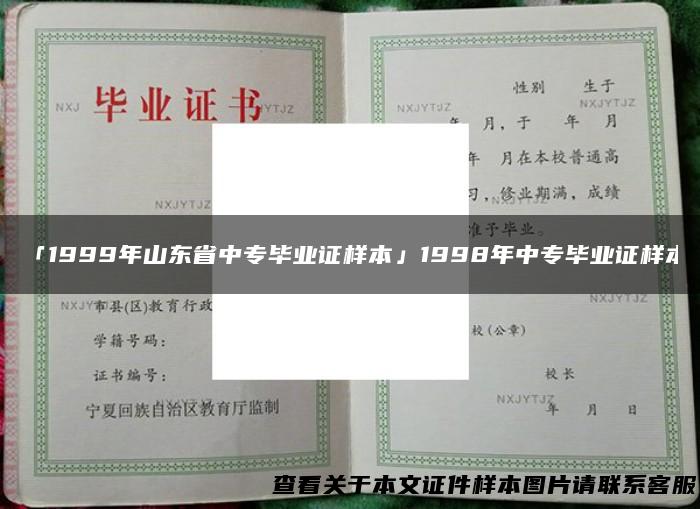 毕业证书
NXJ
YTJZ
NXJYTJZ
市县(区)教育行政
NXJYTJZ
学籍号码:
证书编号:
NXJYTJZ
宁夏回族自治区教育厅监制
性别 生于
NXJYTJZ
NXJYTJZ
年 月,于 年 月
年 月在本校普通高
习,修业期满,成绩
准予毕业。
「1999年山东省中专毕业证样本」1998年中专毕业证样本
校(公章)
NXJYTJZ
校长
NXJYTJZ
年 月 日
查看关于本文证件样本图片请联系客服